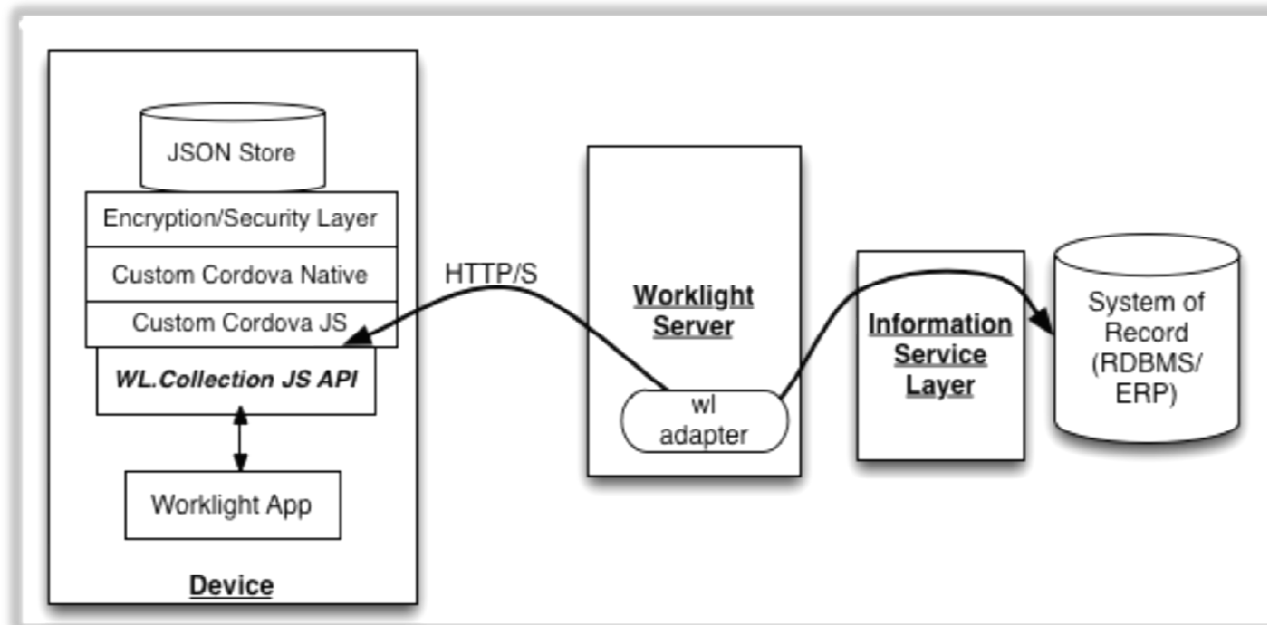 JSON Store
Encryption/Security Layer
Custom Cordova Native
Custom Cordova JS
WL.Collection JS API
Worklight App
Device
HTTP/S
Worklight
Server
wl
adapter
Information
Service
Layer
System of
Record
(RDBMS/
ERP)